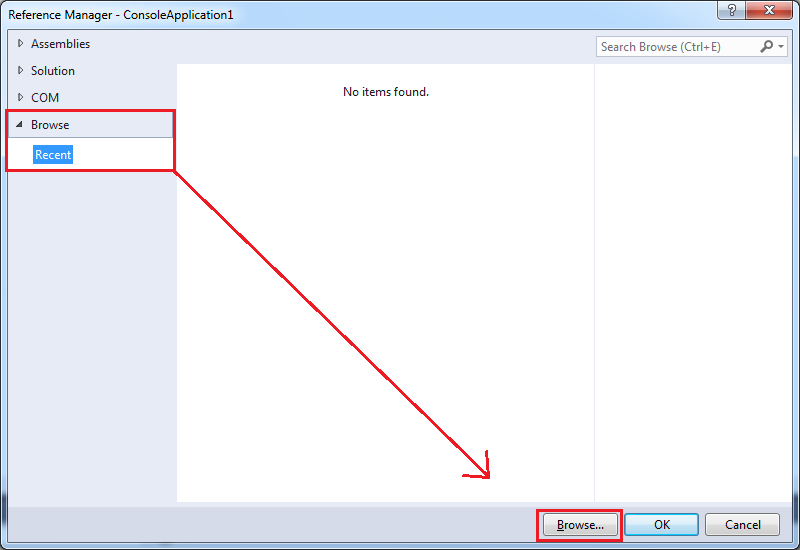 Reference Manager - ConsoleApplication1
?
Assemblies
Search Browse (Ctrl+E)
Solution
No items found.
COM
Browse
Recent
Browse... OK Cancel